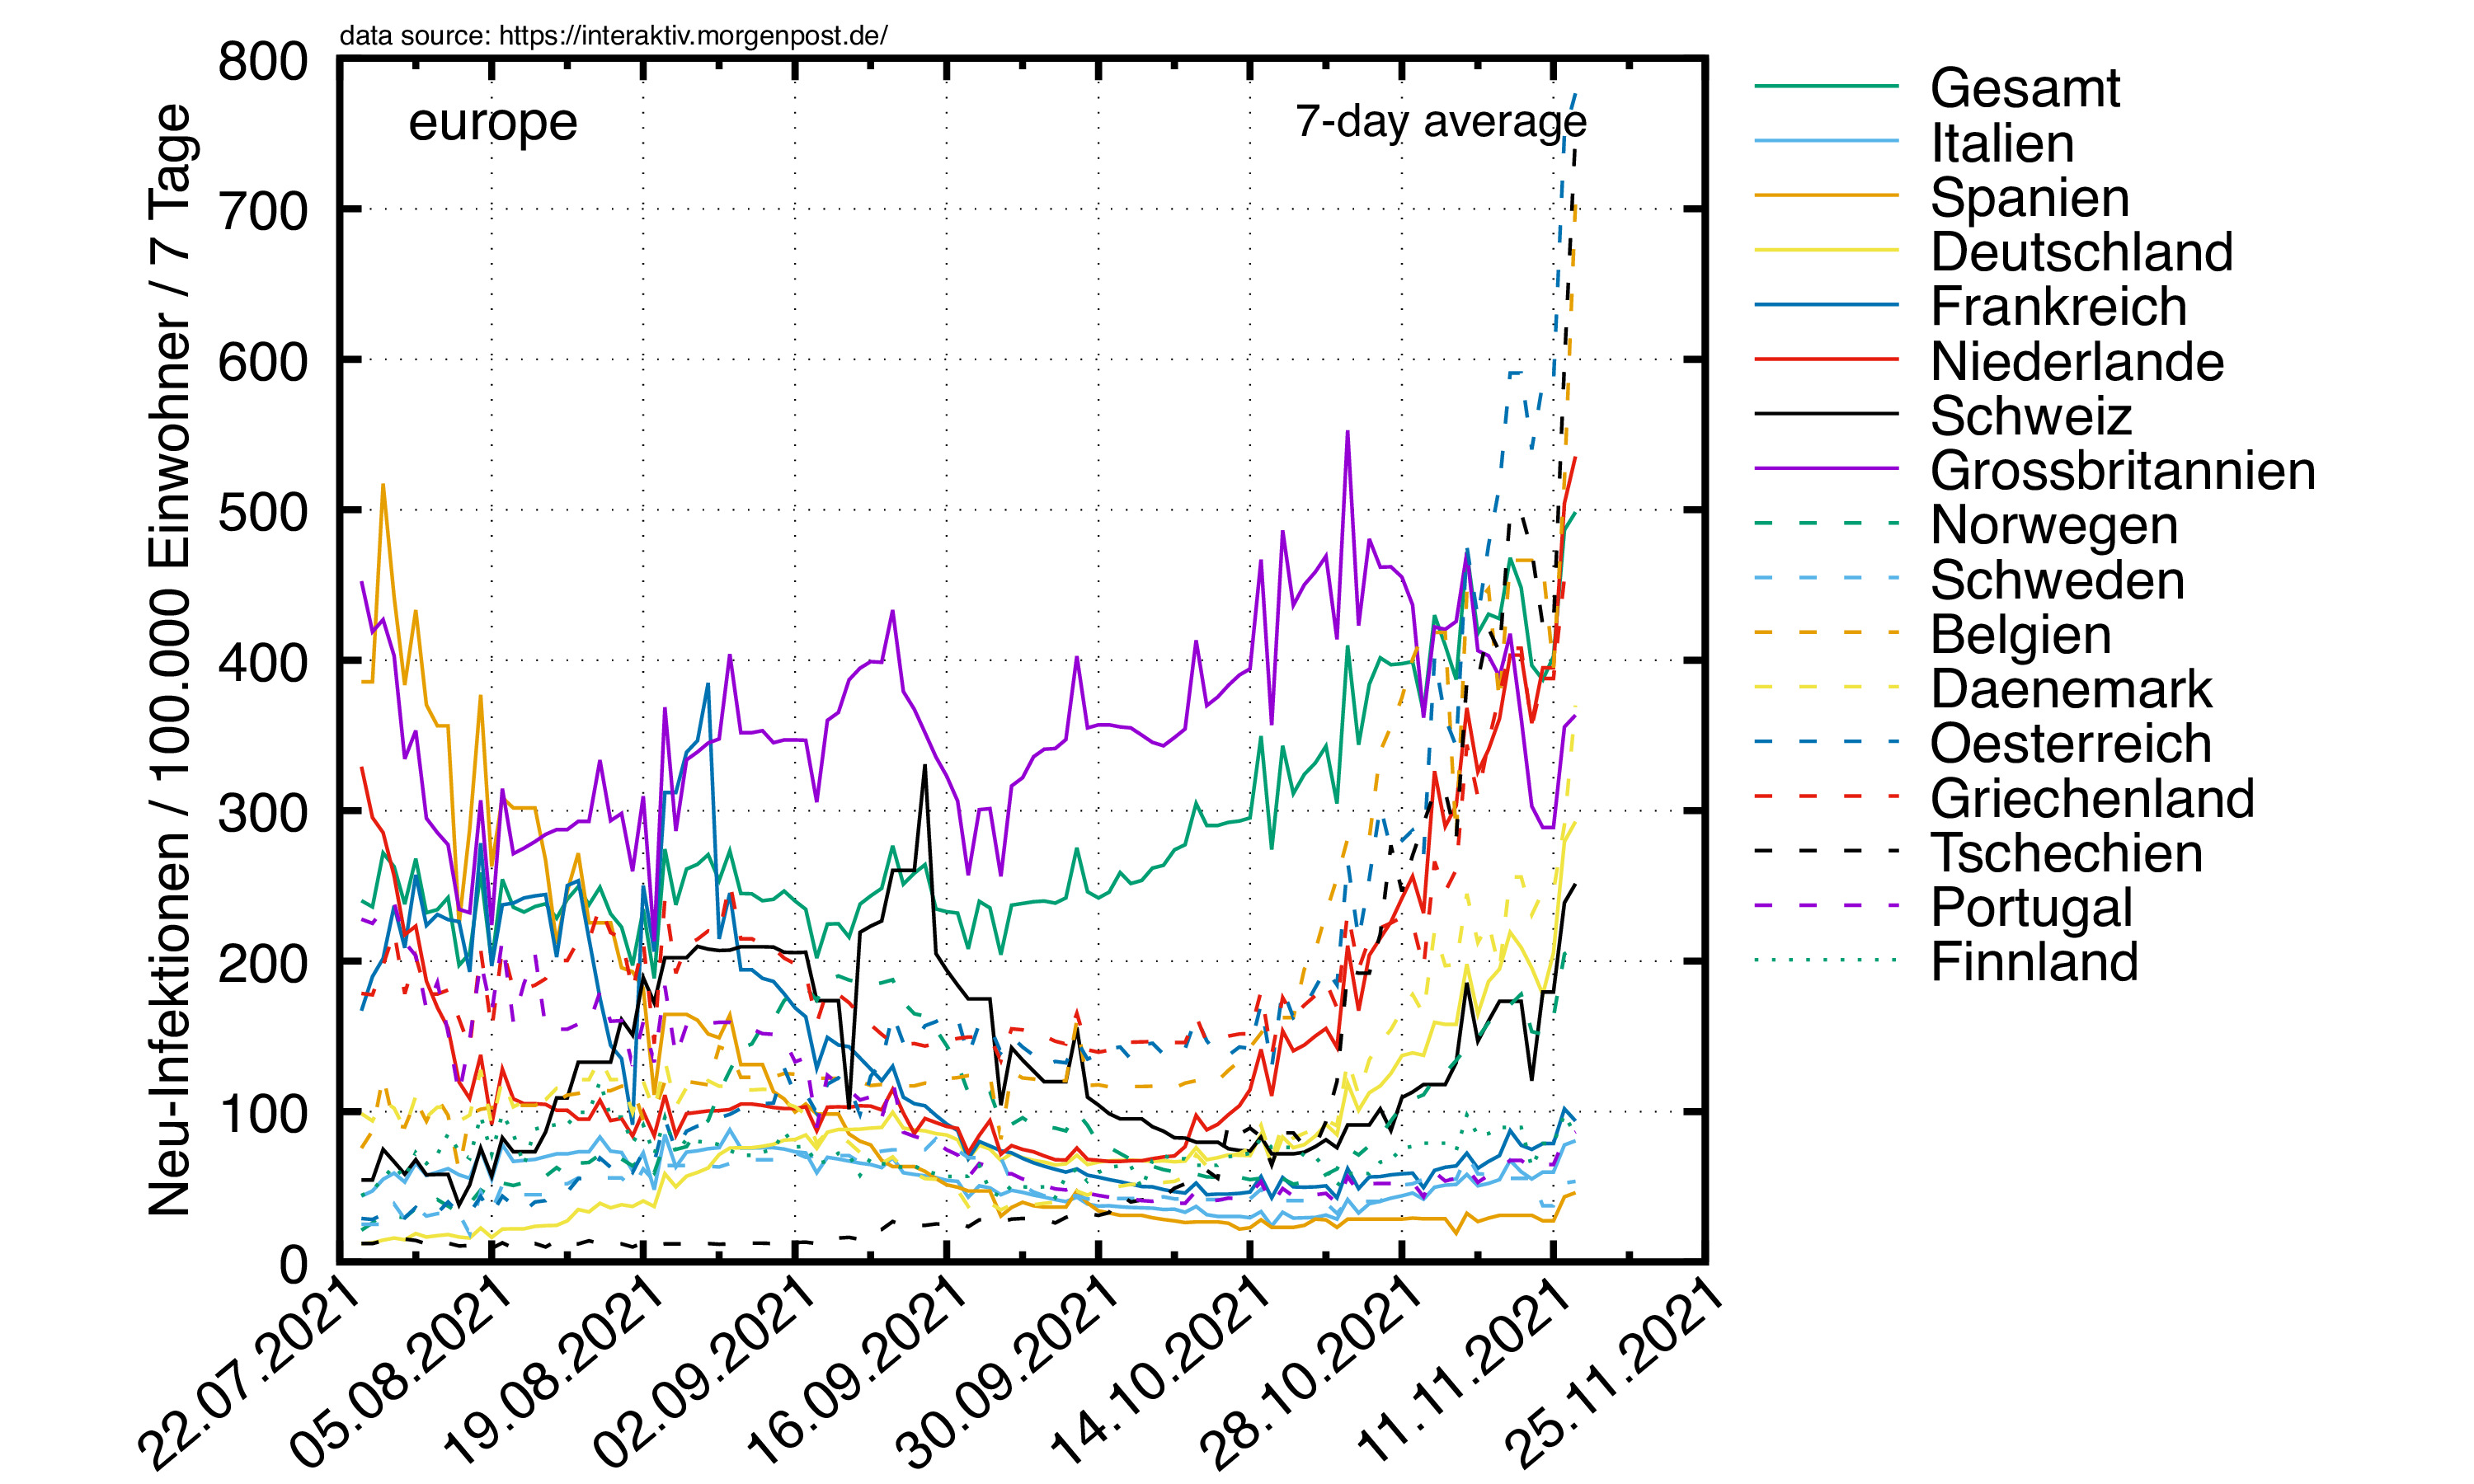 data source: https://interaktiv.morgenpost.de/
Neu-Infektionen / 100.000 Einwohner / 7 Tage
800
700
600
500
400
300
200
100
0
europe
7-day average
22.07.2021
05.08.2021
19.08.2021
02.09.2021
16.09.2021
30.09.2021
14.10.2021
28.10.2021
11.11.2021
25.11.2021
Gesamt
Italien
Spanien
Deutschland
Frankreich
Niederlande
Schweiz
Grossbritannien
Norwegen
Schweden
Belgien
Daenemark
Oesterreich
Griechenland
Tschechien
Portugal
Finnland